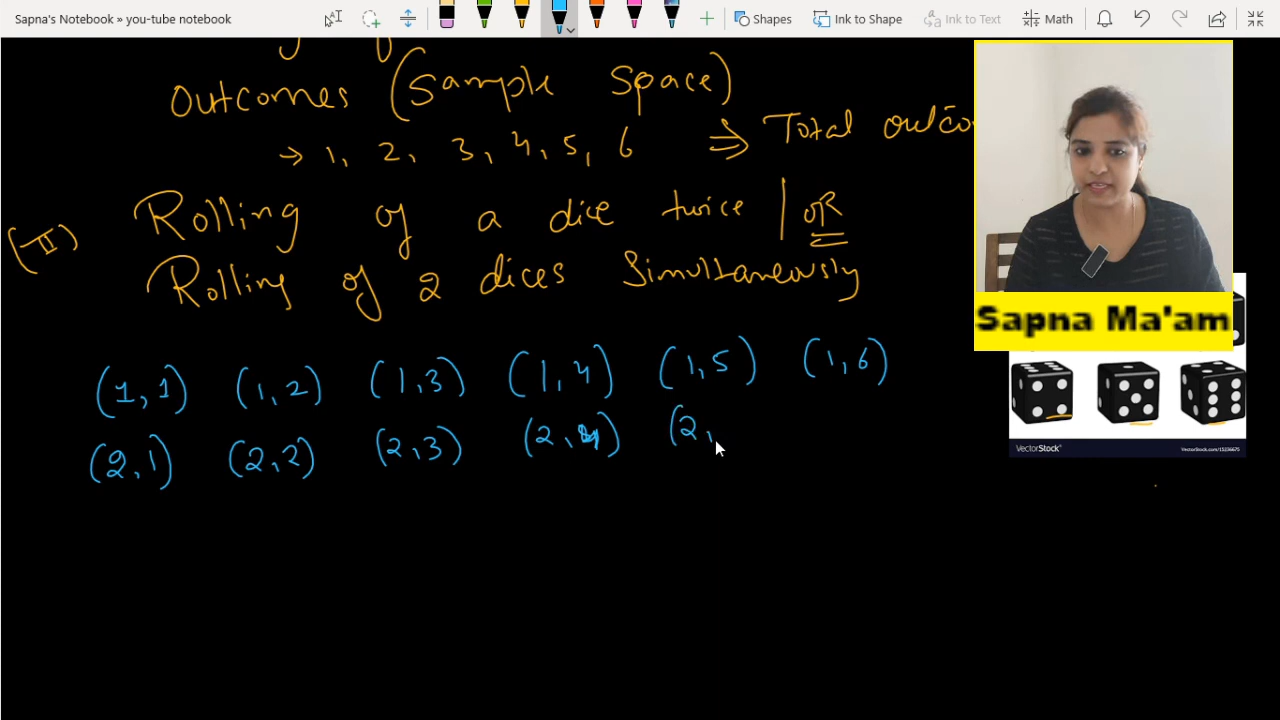 Sapna's Notebook » you-tube notebook
Shapes Ink to Shape Ink to Text Math
Outcomes (Sample Space)
→ 1, 2, 3, 4, 5, 6 ⇒ Total outco
(II) Rolling of a dice twice | OR
Rolling of 2 dices Simultaneously
Sapna Ma'am
(1,1) (1,2) (1,3) (1,4) (1,5) (1,6)
(2,1) (2,2) (2,3) (2,4) (2,
VectorStock VectorStock.com/15236675